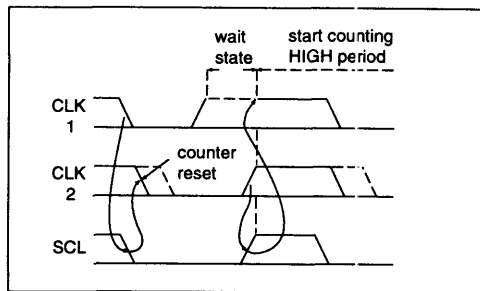 wait
state
start counting
HIGH period
CLK
1
counter
reset
CLK
2
SCL